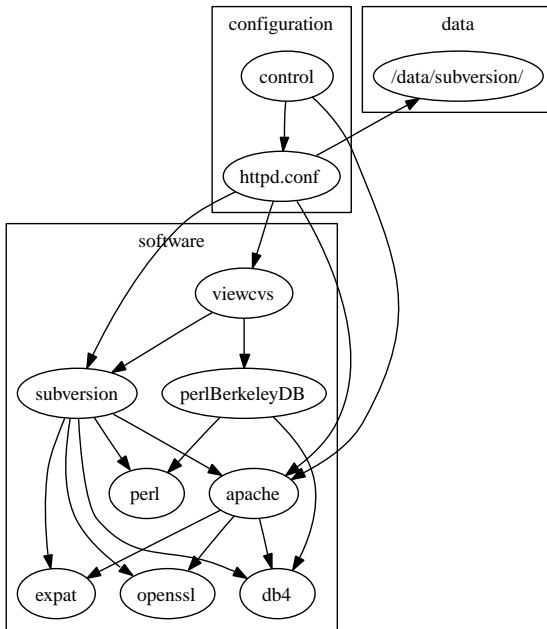 configuration
data
control
/data/subversion/
httpd.conf
software
viewcvs
subversion
perlBerkeleyDB
perl
apache
expat
openssl
db4